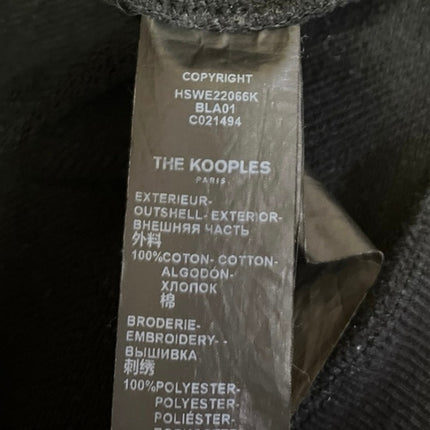 COPYRIGHT
HSWE22066K
BLA01
C021494
THE KOOPLES
PARIS
EXTERIEUR-
OUTSHELL- EXTERIOR-
ВНЕШНЯЯ ЧАСТЬ
外料
100%COTON- COTTON-
ALGODÓN-
ХЛОПОК
棉
BRODERIE-
EMBROIDERY- -
ВЫШИВКА
刺绣
100%POLYESTER-
POLYESTER-
POLIÉSTER-